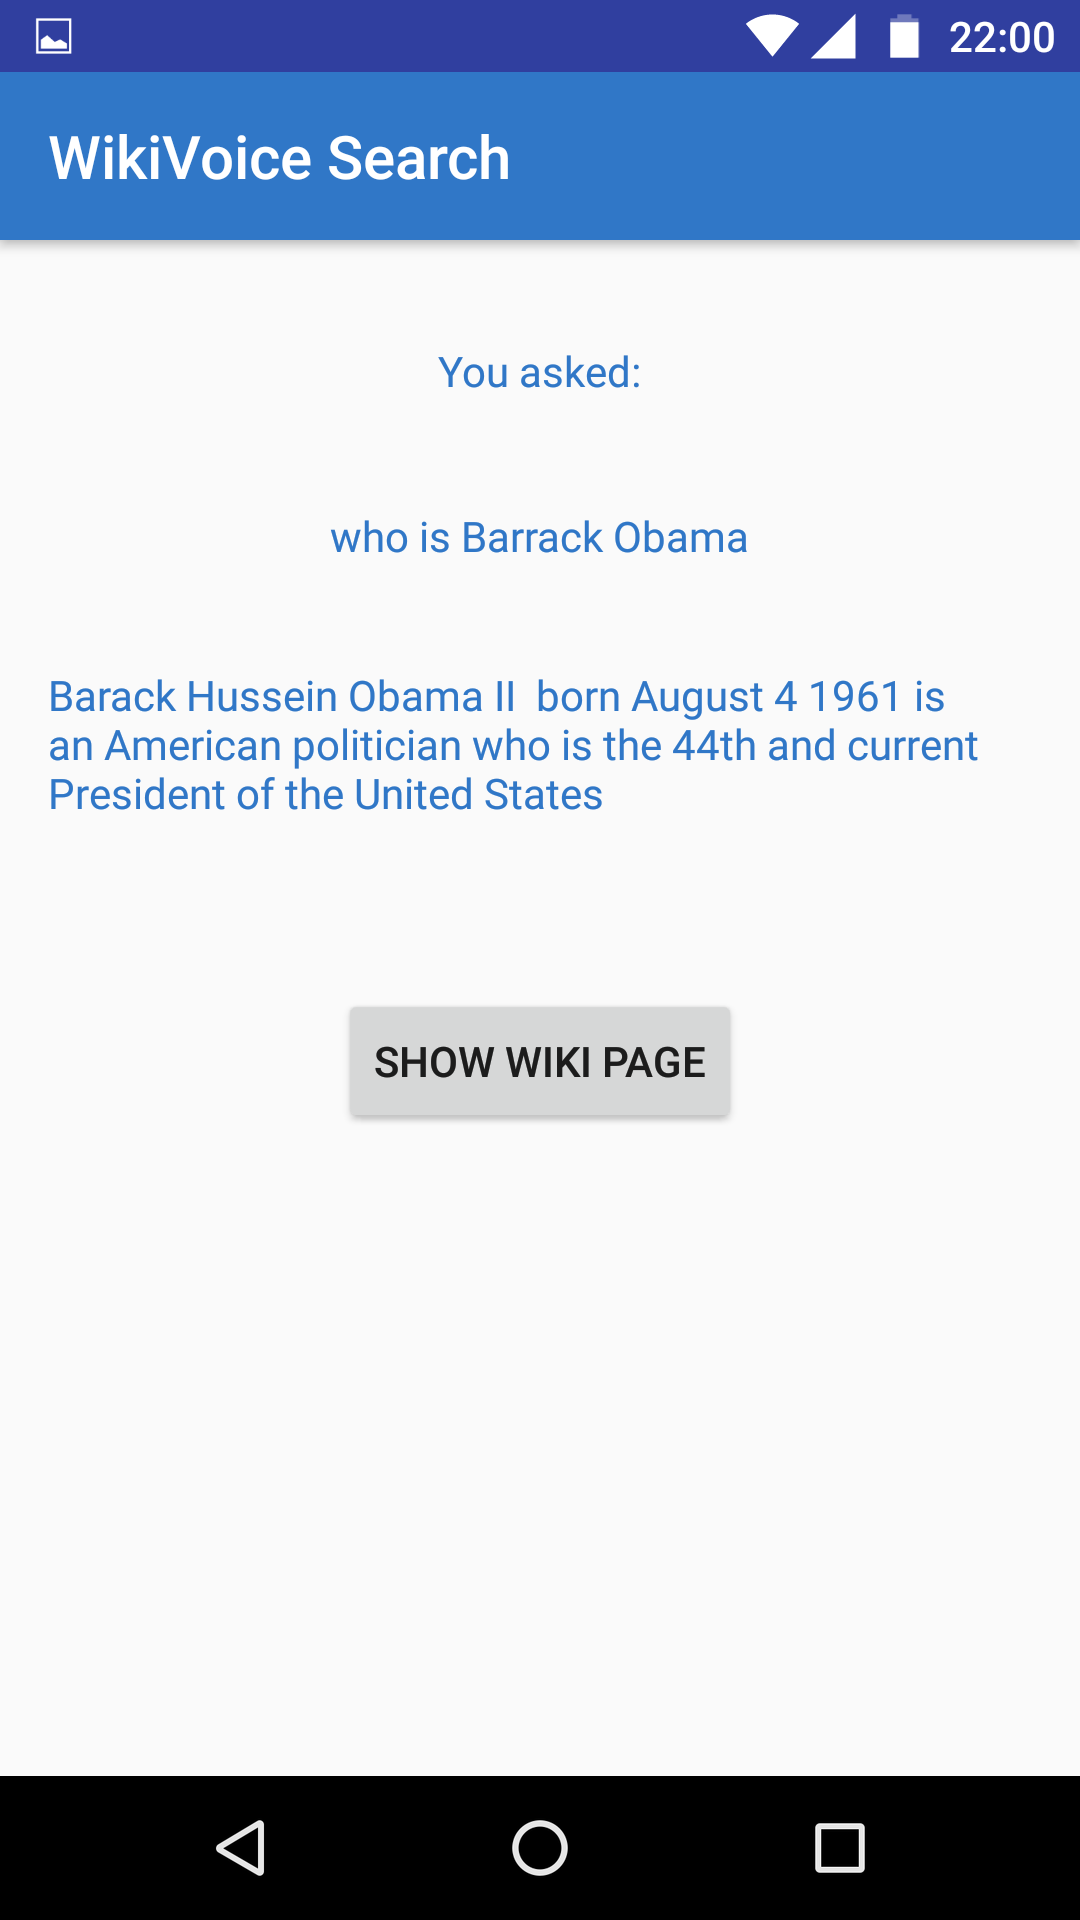 22:00
WikiVoice Search
You asked:
who is Barrack Obama
Barack Hussein Obama II  born August 4 1961 is
an American politician who is the 44th and current
President of the United States
SHOW WIKI PAGE